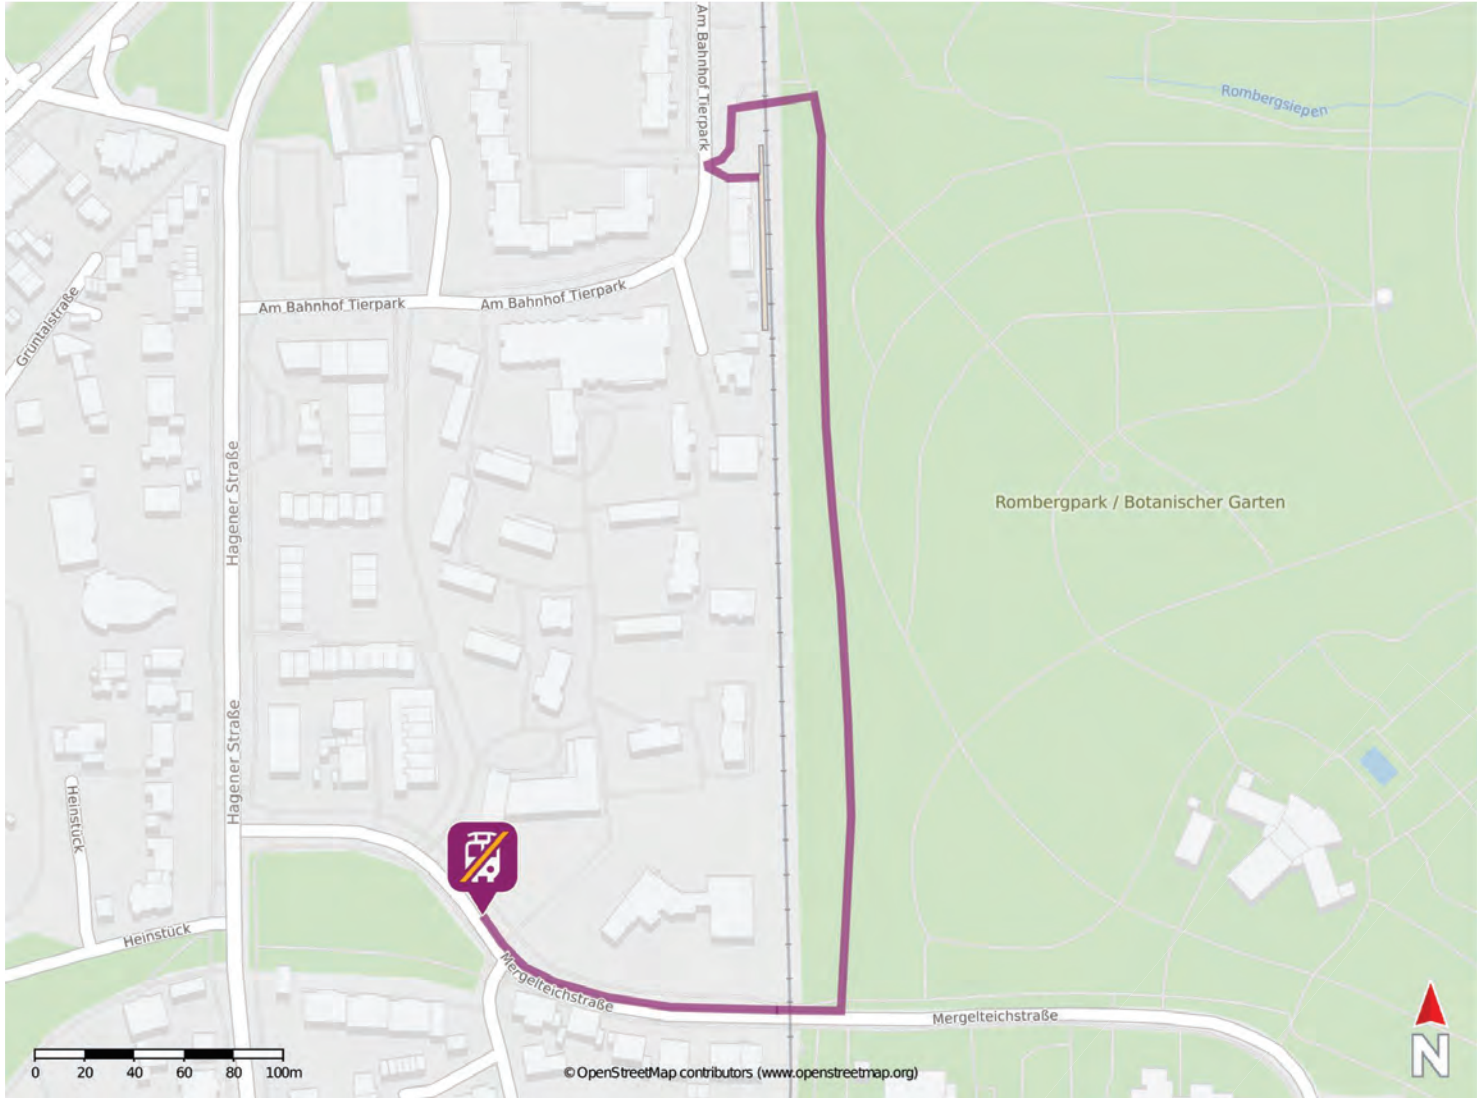 Am Bahnhof Tierpark
Rombergsiepen
Am Bahnhof Tierpark
Am Bahnhof Tierpark
Grüntalstraße
Hagener Straße
Rombergpark / Botanischer Garten
Hagener Straße
Heinstück
Heinstück
Mergelteichstraße
Mergelteichstraße
N
0 20 40 60 80 100m
© OpenStreetMap contributors (www.openstreetmap.org)